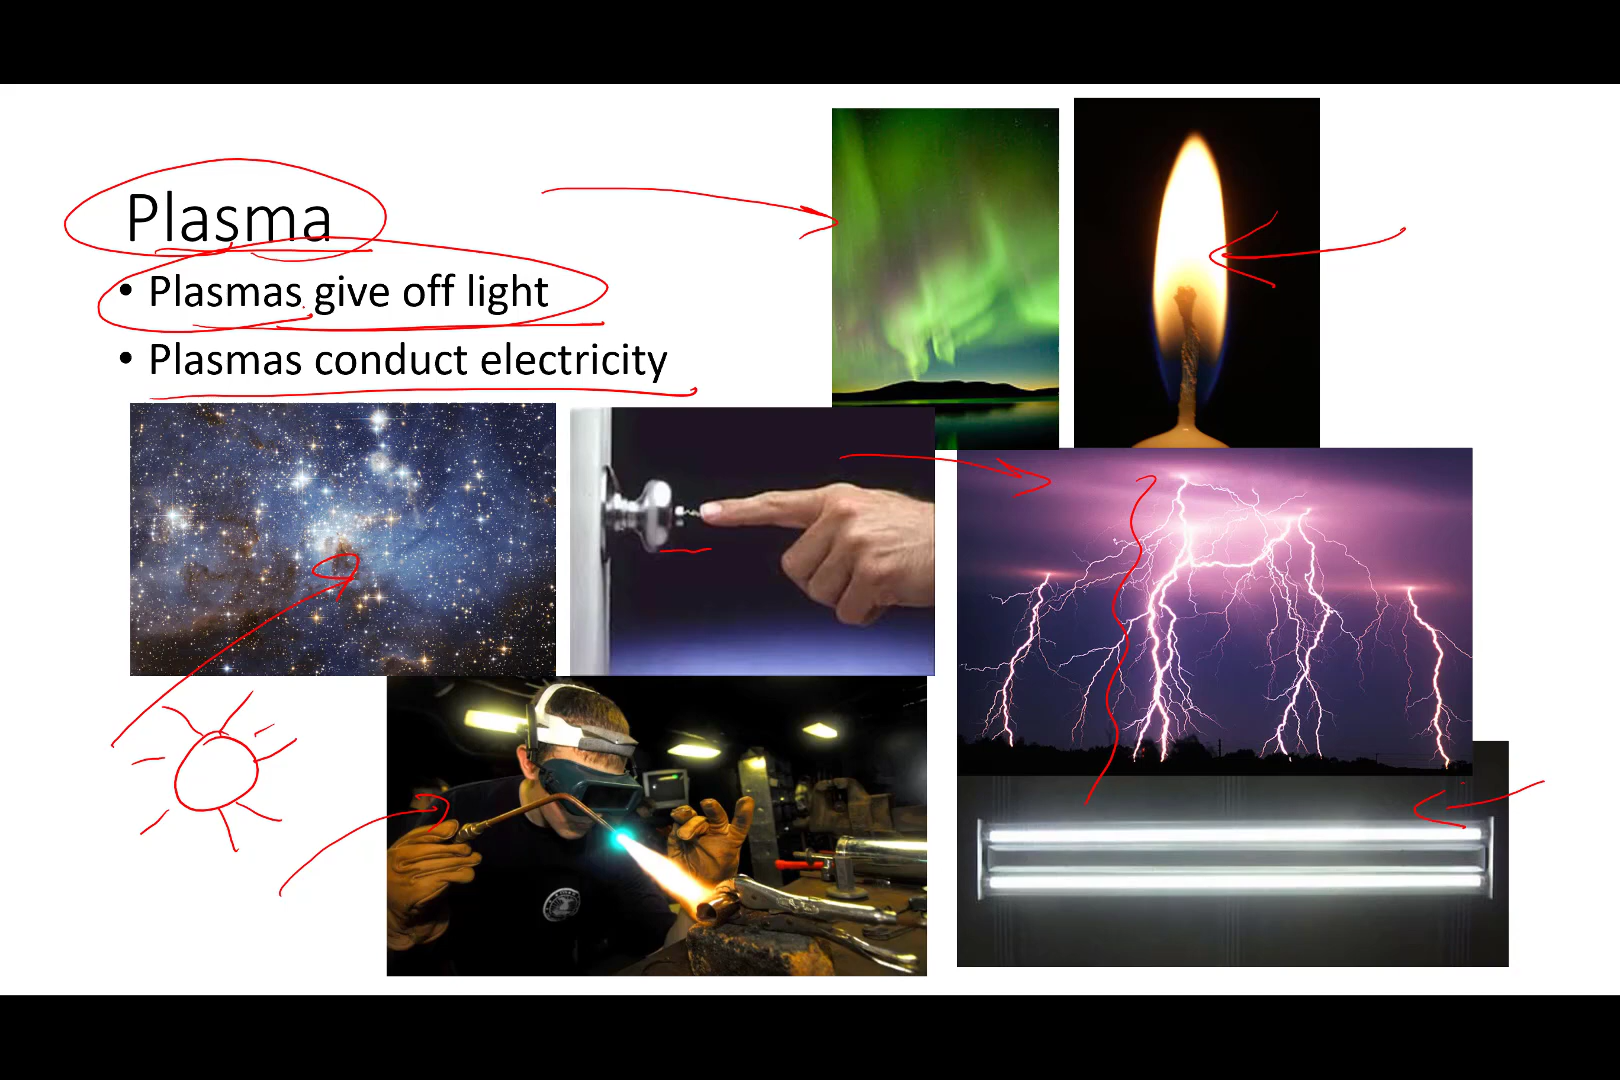 Plasma
• Plasmas give off light
• Plasmas conduct electricity